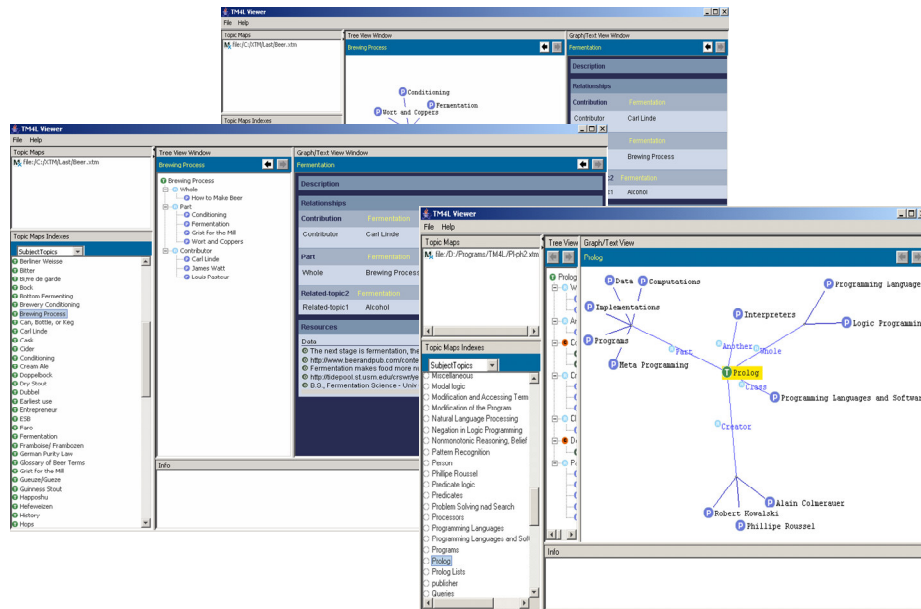 TM4L Viewer
File Help
Topic Maps
file:/C:/XTM/Last/Beer.xtm
Topic Maps Indexes
Tree View Window
Brewing Process
Conditioning
Fermentation
Wort and Coppers
Graph/Text View Window
Fermentation
Description
Relationships
Contribution Fermentation
Contributor Carl Linde
Fermentation
Brewing Process
Fermentation
Alcohol
TM4L Viewer
File Help
Topic Maps
file:/C:/XTM/Last/Beer.xtm
Topic Maps Indexes
SubjectTopics
Berliner Weisse
Bitter
Biere de garde
Bock
Bottom Fermenting
Brewery Conditioning
Brewing Process
Can, Bottle, or Keg
Carl Linde
Cask
Cider
Conditioning
Cream Ale
Doppelbock
Dry Stout
Dubbel
Earliest use
Entrepreneur
ESB
Faro
Fermentation
Framboise/ Frambozen
German Purity Law
Glossary of Beer Terms
Grist for the Mill
Gueuze/Gueze
Guinness Stout
Happoshu
Hefeweizen
History
Hops
Tree View Window
Brewing Process
Brewing Process
Whole
How to Make Beer
Part
Conditioning
Fermentation
Grist for the Mill
Wort and Coppers
Contributor
Carl Linde
James Watt
Louis Pasteur
Graph/Text View Window
Fermentation
Description
Relationships
Contribution Fermentation
Contributor Carl Linde
Part Fermentation
Whole Brewing Process
Related-topic2 Fermentation
Related-topic1 Alcohol
Resources
Data
The next stage is fermentation, the
http://www.beerandpub.com/conte
Fermentation makes food more n
http://tidepool.st.usm.edu/crswr/ye
B.G., Fermentation Science - Univ
Info
TM4L Viewer
File Help
Topic Maps
file:/D:/Programs/TM4L/Pl-ph2.xtm
Topic Maps Indexes
SubjectTopics
Miscellaneous
Modal logic
Modification and Accessing Term
Modification of the Program
Natural Language Processing
Negation in Logic Programming
Nonmonotonic Reasoning, Belief
Pattern Recognition
Person
Phillipe Roussel
Predicate logic
Predicates
Problem Solving nad Search
Processors
Programming Languages
Programming Languages and Soft
Programs
Prolog
Prolog Lists
publisher
Queries
Tree View
Prolog
Graph/Text View
Prolog
Data
Computations
Programming Language
Implementations
Interpreters
Logic Programmin
Programs
Another
Whole
Part
Meta Programming
Prolog
Class
Programming Languages and Software
Creator
Alain Colmerauer
Robert Kowalski
Phillipe Roussel
Info